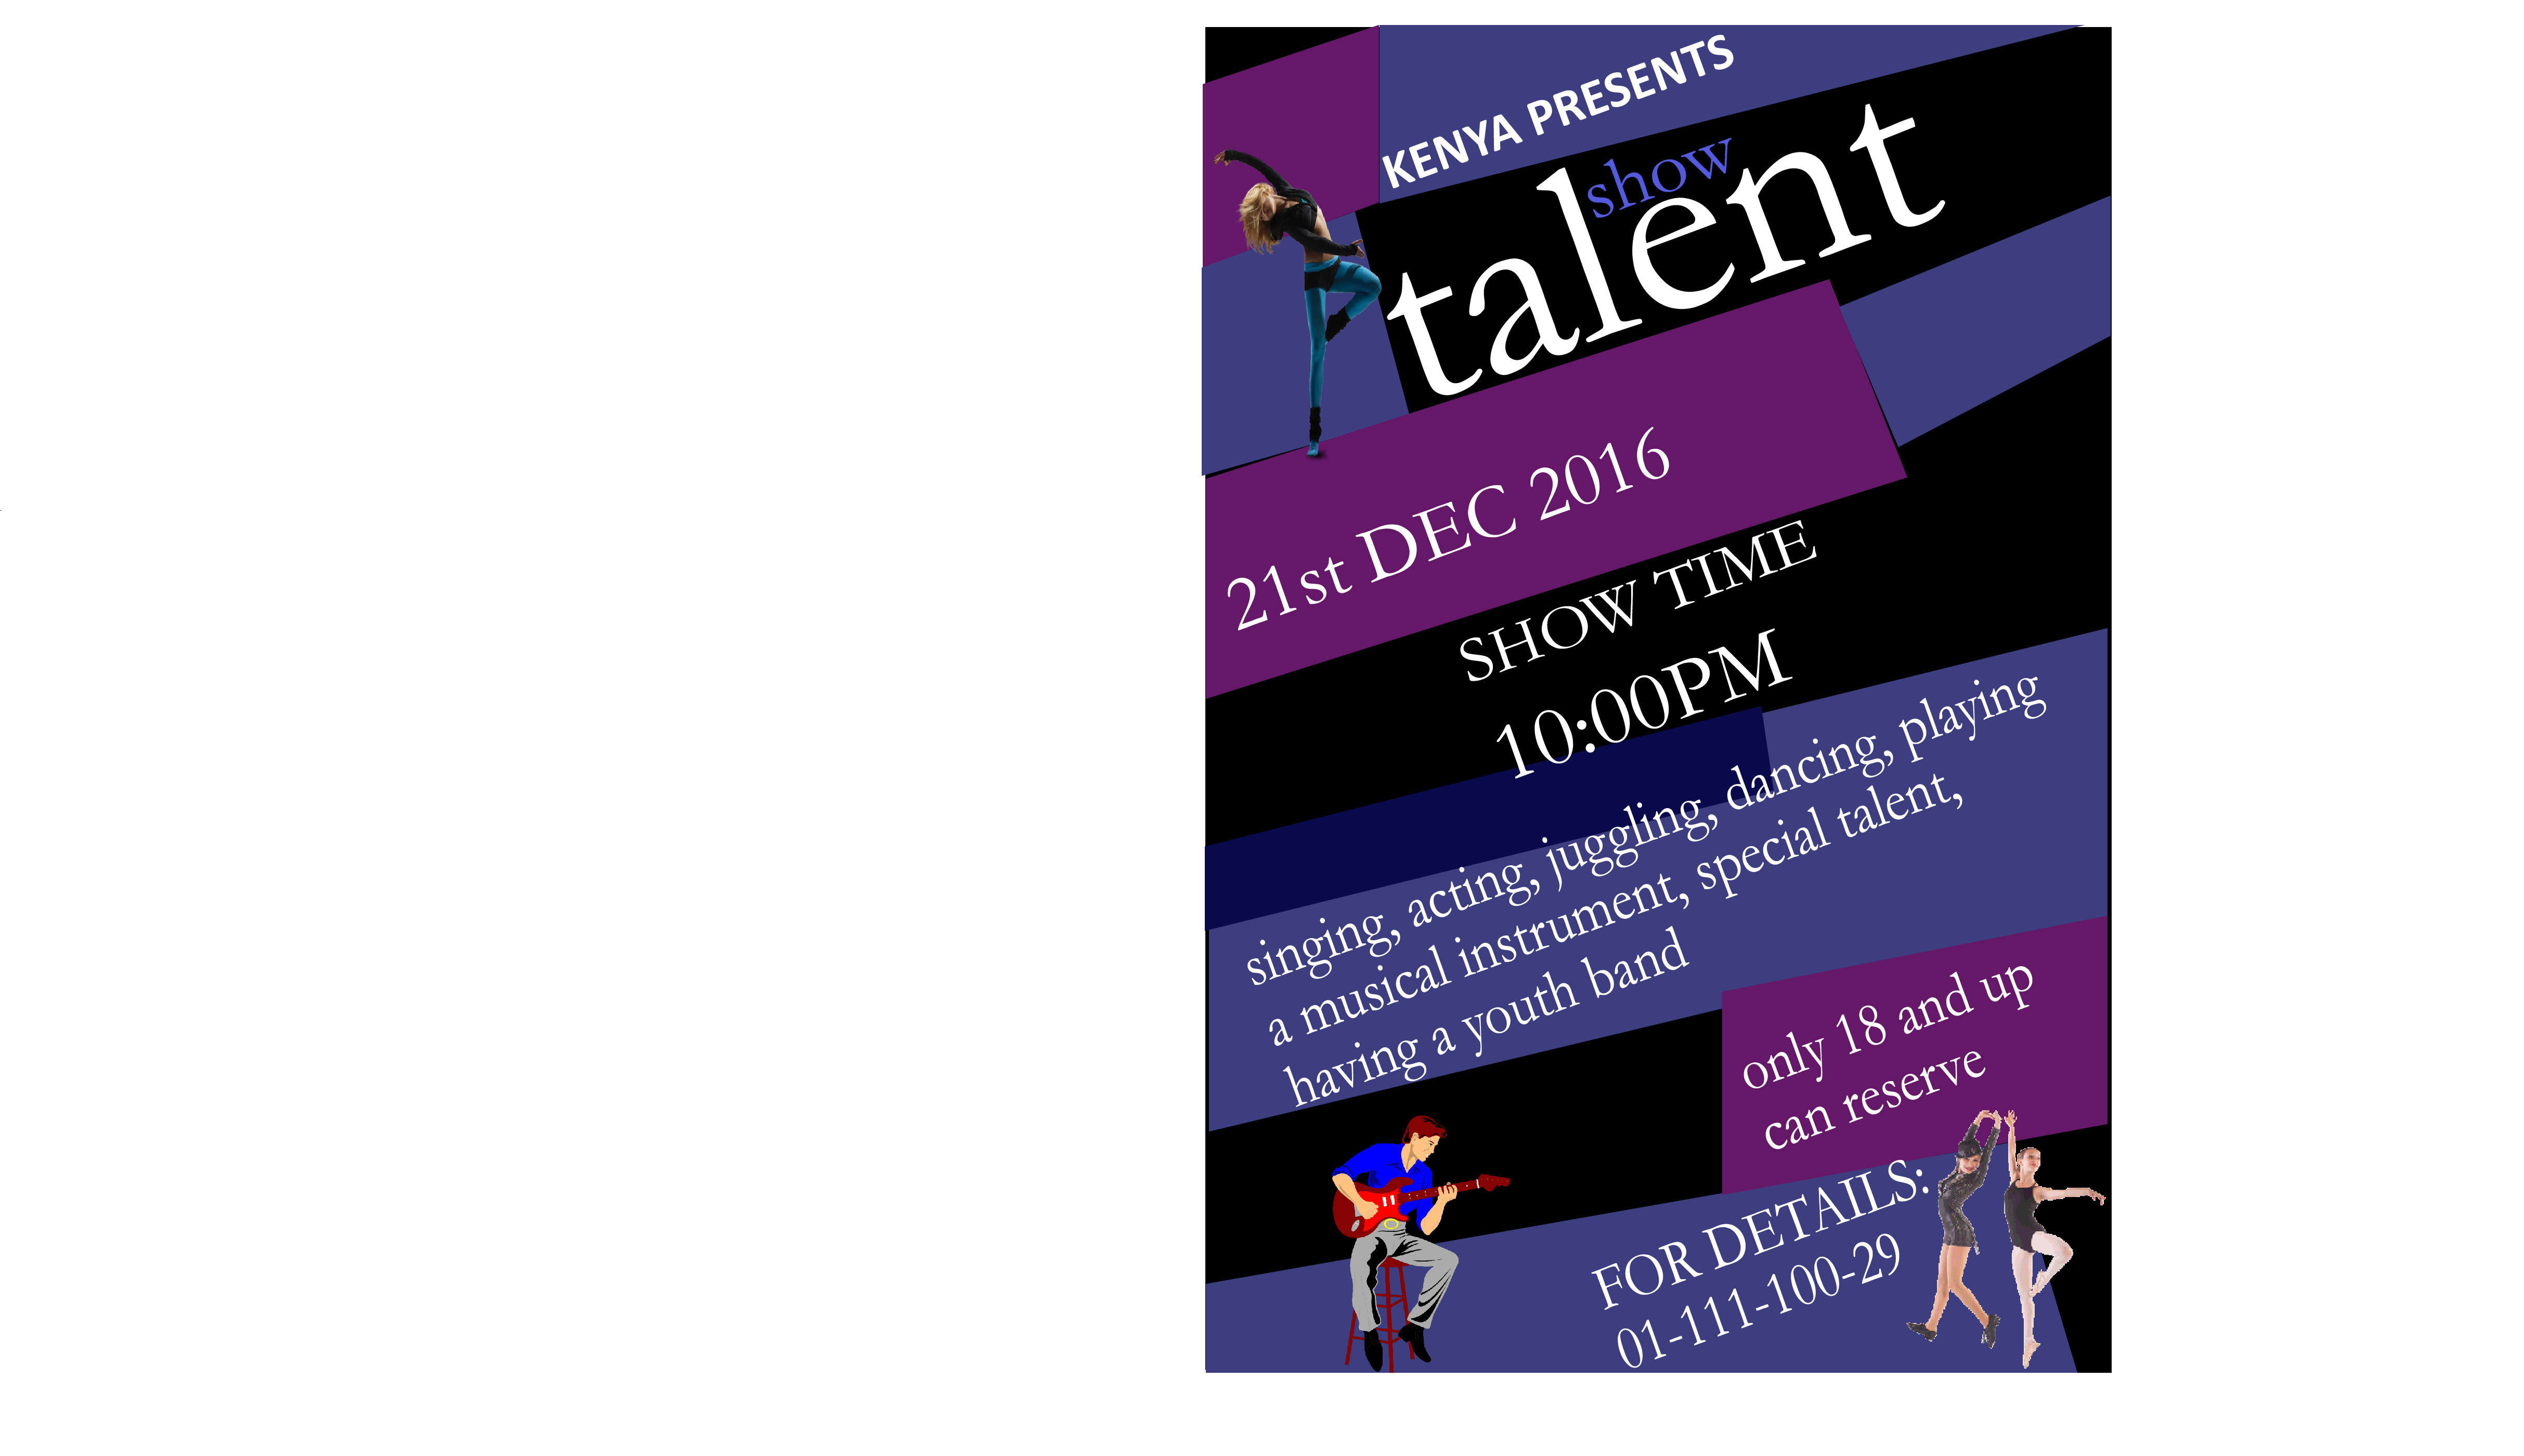 KENYA PRESENTS
show
talent
21st DEC 2016
SHOW TIME
10:00PM
singing, acting, juggling, dancing, playing
a musical instrument, special talent,
having a youth band
only 18 and up
can reserve
FOR DETAILS:
01-111-100-29